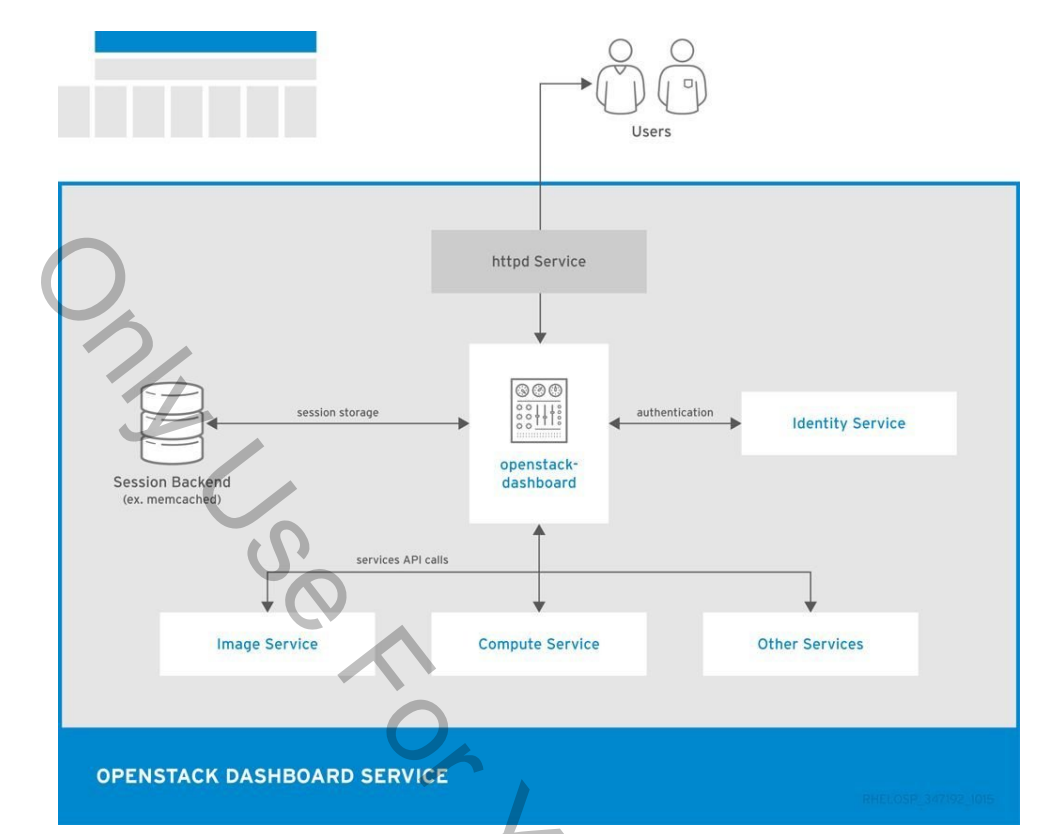 Users
httpd Service
session storage
authentication
Identity Service
openstack-
dashboard
Session Backend
(ex. memcached)
services API calls
Image Service
Compute Service
Other Services
OPENSTACK DASHBOARD SERVICE
RHELOSP_347192_1015
Only Use For